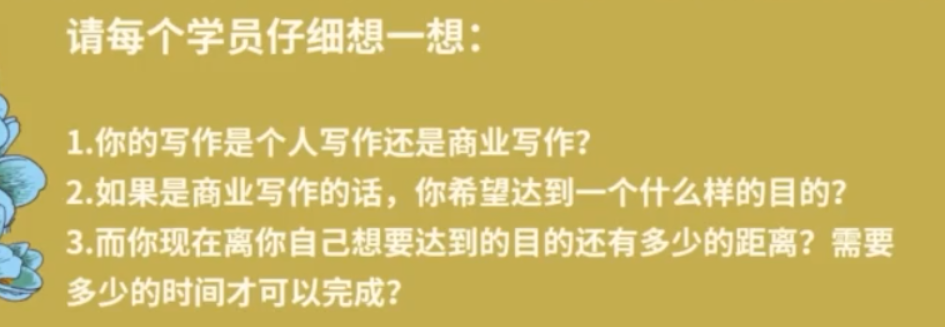 请每个学员仔细想一想：
1.你的写作是个人写作还是商业写作？
2.如果是商业写作的话，你希望达到一个什么样的目的？
3.而你现在离你自己想要达到的目的还有多少的距离？需要
多少的时间才可以完成？